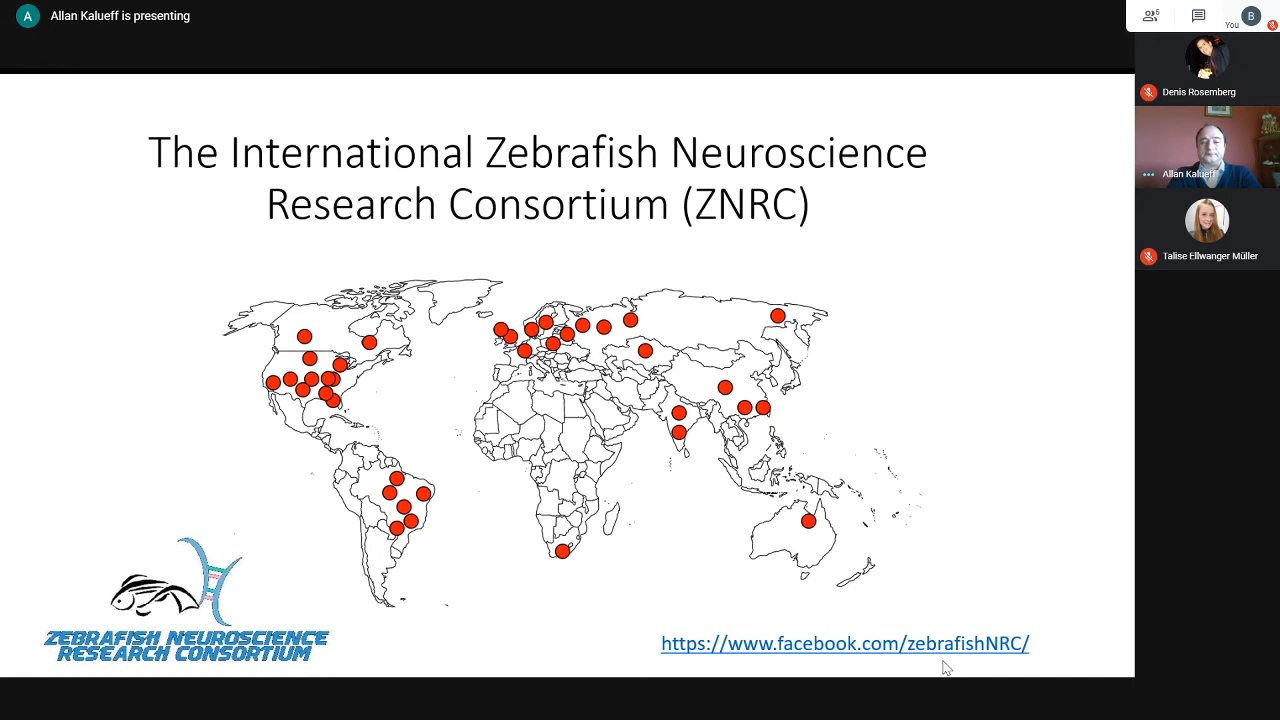 A
Allan Kalueff is presenting
5
You
B
Denis Rosemberg
Allan Kalueff
Talise Ellwanger Müller
The International Zebrafish Neuroscience
Research Consortium (ZNRC)
ZEBRAFISH NEUROSCIENCE
RESEARCH CONSORTIUM
https://www.facebook.com/zebrafishNRC/